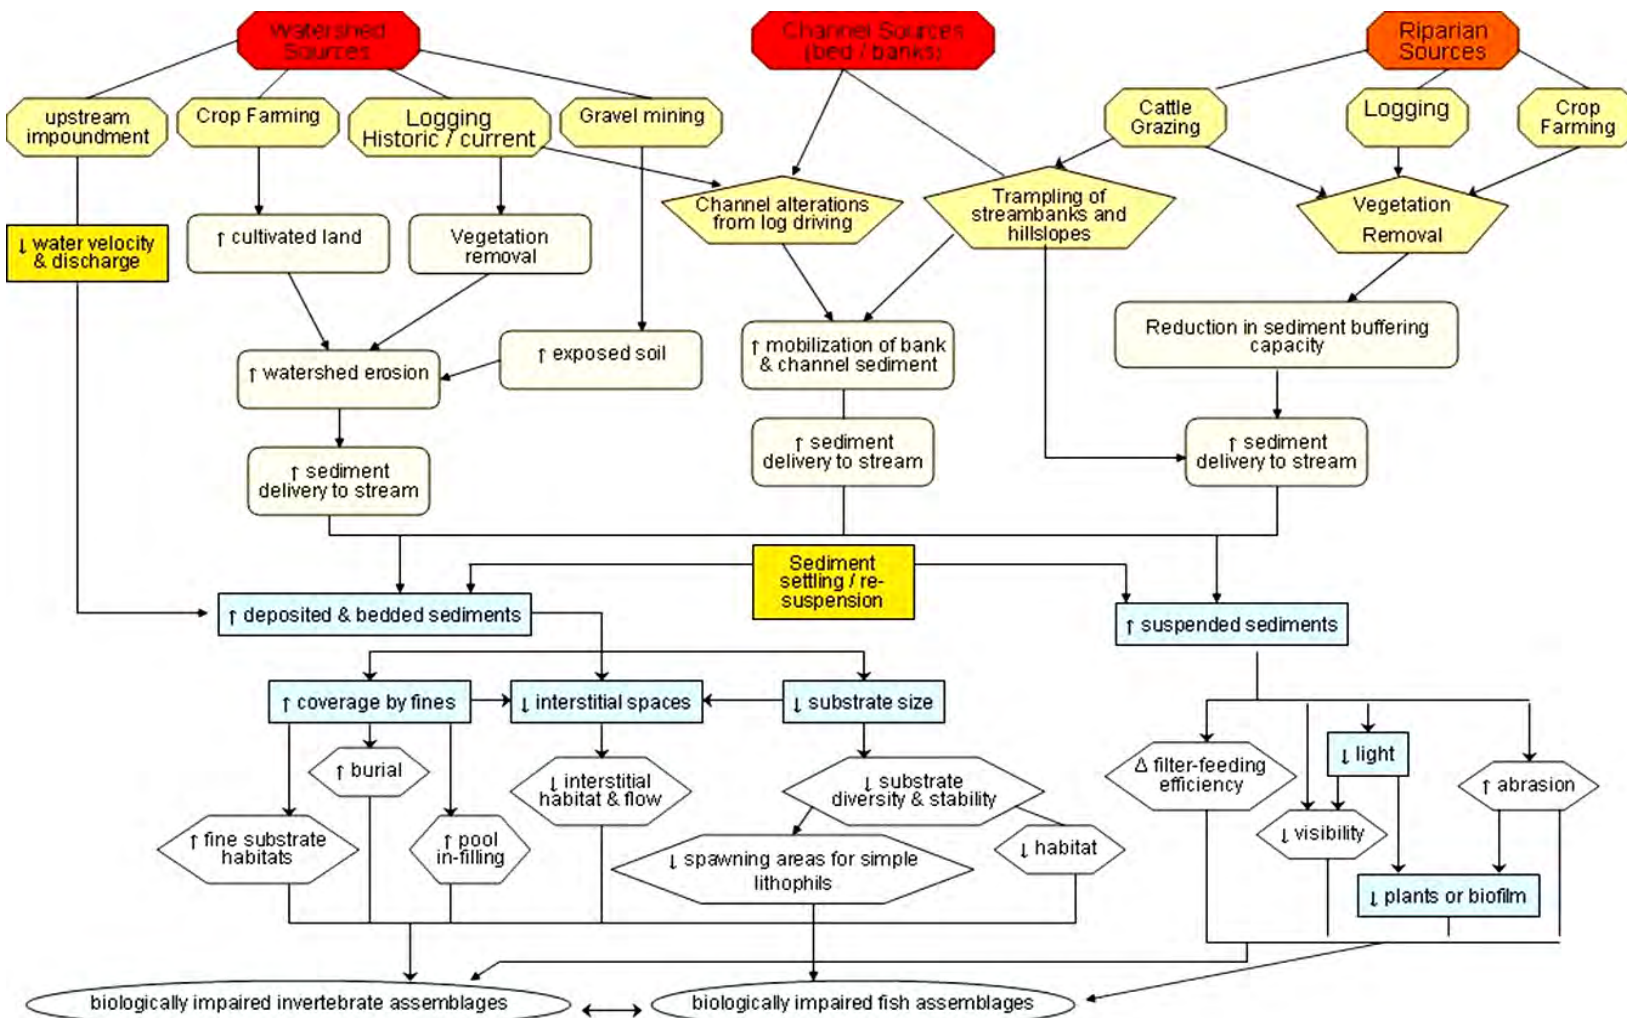 Watershed
Sources
Channel Sources
(bed / banks)
Riparian
Sources
upstream
impoundment
Crop Farming
Logging
Historic / current
Gravel mining
Cattle
Grazing
Logging
Crop
Farming
Channel alterations
from log driving
Trampling of
streambanks and
hillslopes
Vegetation
Removal
↓ water velocity
& discharge
↑ cultivated land
Vegetation
removal
Reduction in sediment buffering
capacity
↑ mobilization of bank
& channel sediment
↑ exposed soil
↑ watershed erosion
↑ sediment
delivery to stream
↑ sediment
delivery to stream
↑ sediment
delivery to stream
Sediment
settling / re-
suspension
↑ deposited & bedded sediments
↑ suspended sediments
↑ coverage by fines
↓ interstitial spaces
↓ substrate size
↑ burial
↓ interstitial
habitat & flow
↓ substrate
diversity & stability
Δ filter-feeding
efficiency
↓ light
↑ abrasion
↑ fine substrate
habitats
↑ pool
in-filling
↓ spawning areas for simple
lithophils
↓ habitat
↓ visibility
↓ plants or biofilm
biologically impaired invertebrate assemblages
biologically impaired fish assemblages